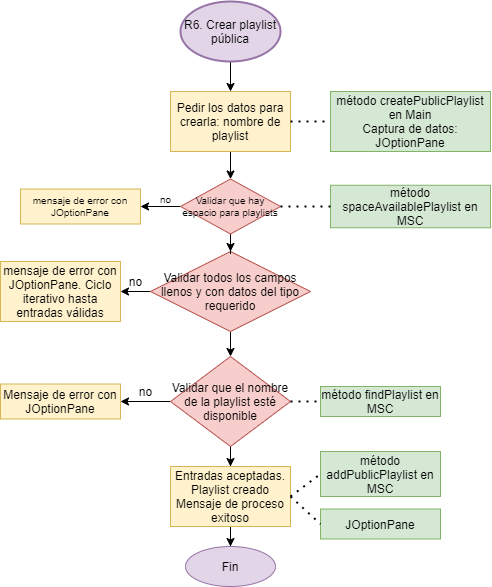 R6. Crear playlist
pública
Pedir los datos para
crearla: nombre de
playlist
método createPublicPlaylist
en Main
Captura de datos:
JOptionPane
no
mensaje de error con
JOptionPane
Validar que hay
espacio para playlists
método
spaceAvailablePlaylist en
MSC
no
mensaje de error con
JOptionPane. Ciclo
iterativo hasta
entradas válidas
Validar todos los campos
llenos y con datos del tipo
requerido
no
Mensaje de error con
JOptionPane
Validar que el nombre
de la playlist esté
disponible
método findPlaylist en
MSC
Entradas aceptadas.
Playlist creado
Mensaje de proceso
exitoso
método
addPublicPlaylist en
MSC
JOptionPane
Fin